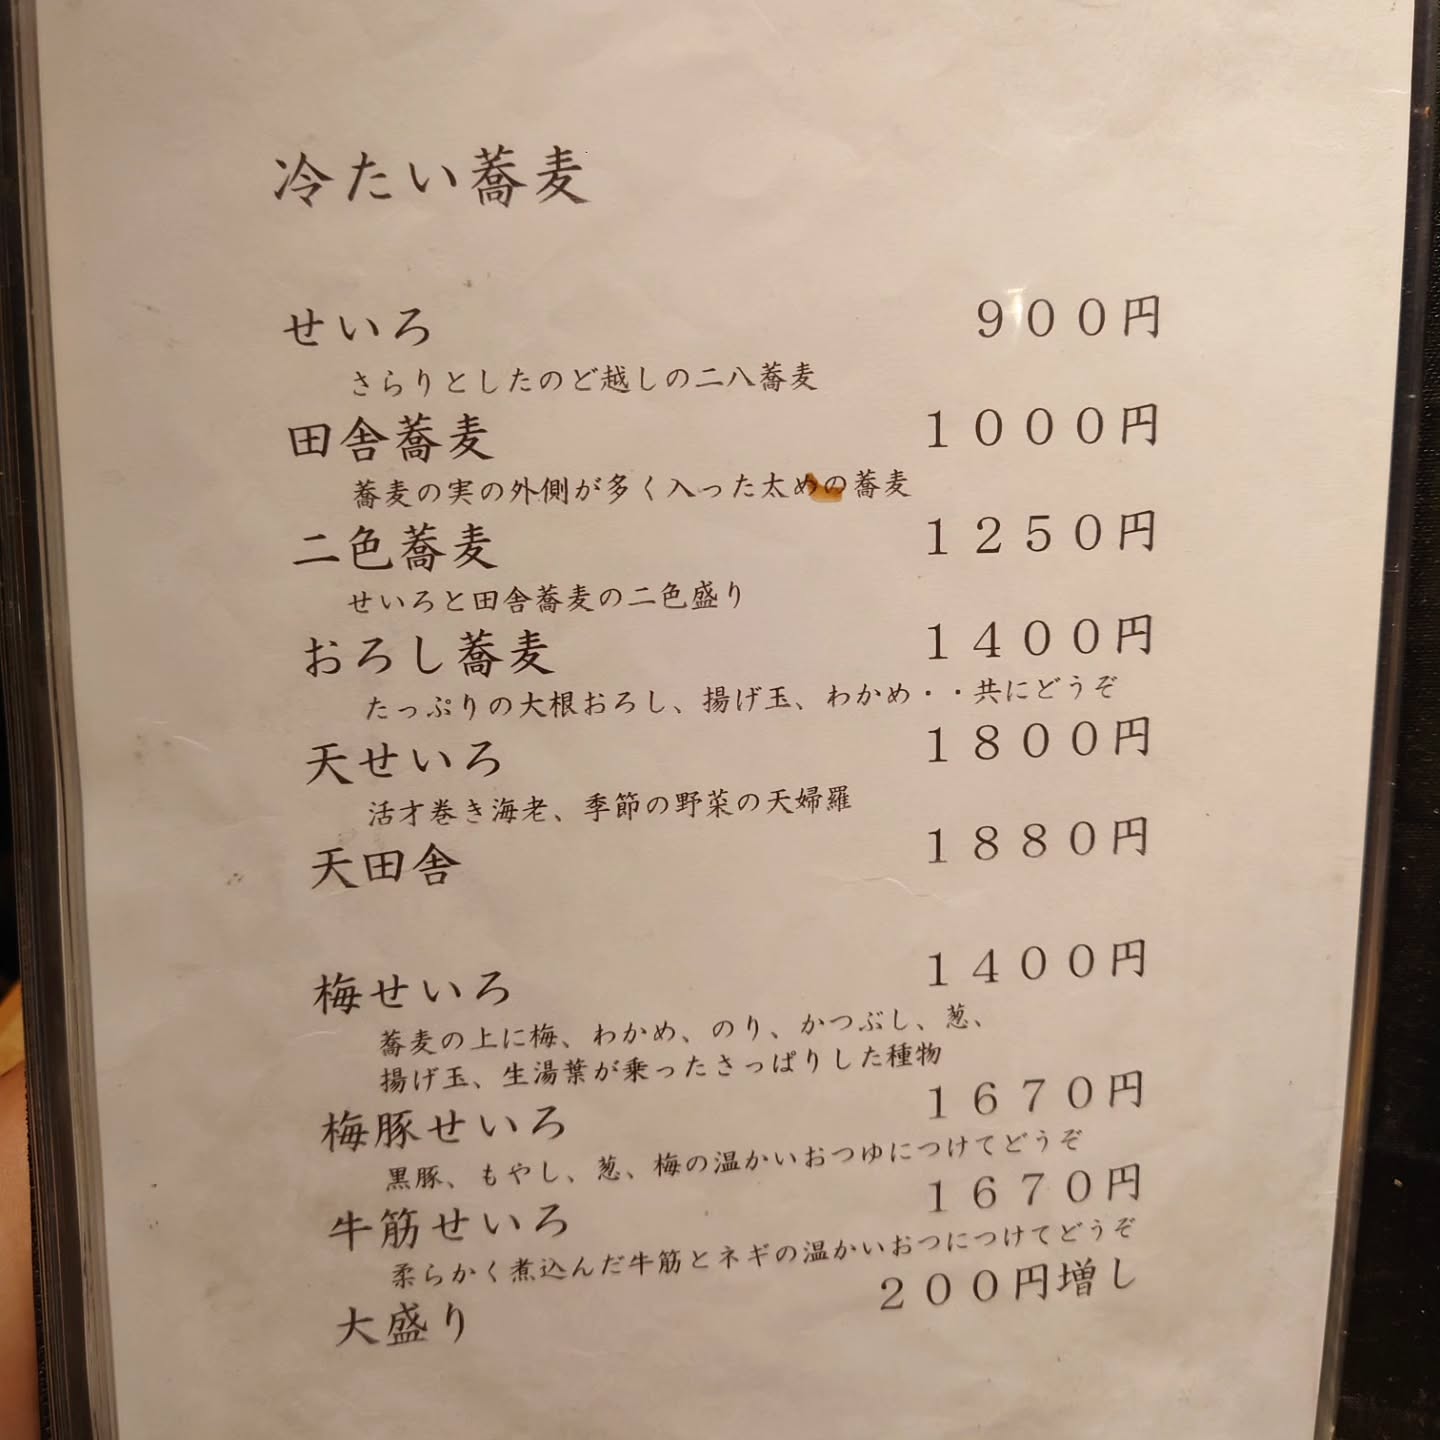 冷たい蕎麦
せいろ ９００円
さらりとしたのど越しの二八蕎麦
田舎蕎麦 １０００円
蕎麦の実の外側が多く入った太めの蕎麦
二色蕎麦 １２５０円
せいろと田舎蕎麦の二色盛り
おろし蕎麦 １４００円
たっぷりの大根おろし、揚げ玉、わかめ・・共にどうぞ
天せいろ １８００円
活才巻き海老、季節の野菜の天婦羅
天田舎 １８８０円
梅せいろ １４００円
蕎麦の上に梅、わかめ、のり、かつぶし、葱、
揚げ玉、生湯葉が乗ったさっぱりした種物
梅豚せいろ １６７０円
黒豚、もやし、葱、梅の温かいおつゆにつけてどうぞ
牛筋せいろ １６７０円
柔らかく煮込んだ牛筋とネギの温かいおつにつけてどうぞ
大盛り ２００円増し